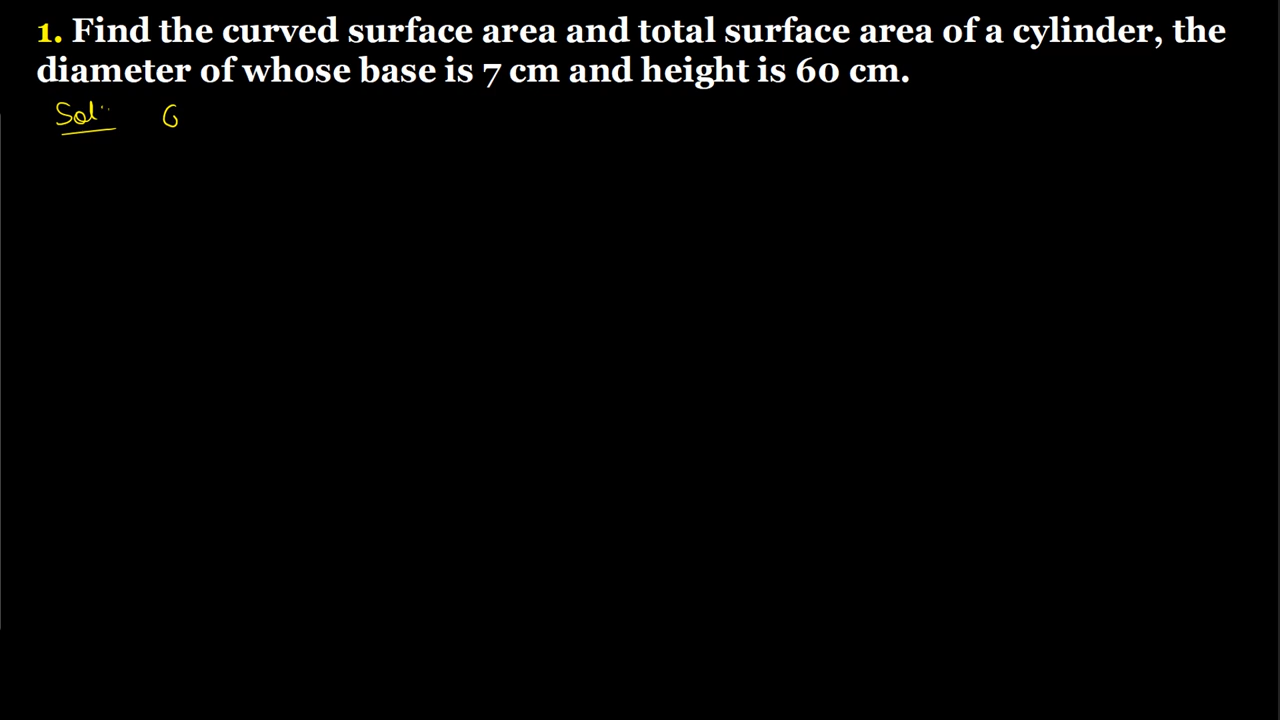 1. Find the curved surface area and total surface area of a cylinder, the
diameter of whose base is 7 cm and height is 60 cm.
Sol: